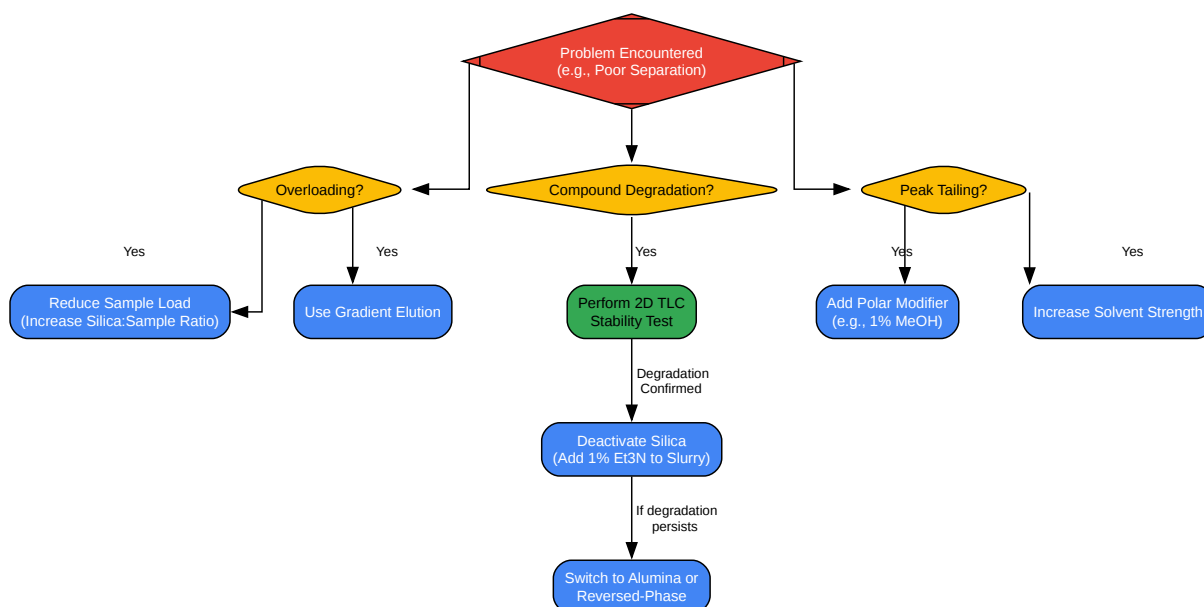 Problem Encountered
(e.g., Poor Separation)
Overloading?
Compound Degradation?
Peak Tailing?
Yes
Yes
Yes
Yes
Yes
Reduce Sample Load
(Increase Silica:Sample Ratio)
Use Gradient Elution
Perform 2D TLC
Stability Test
Add Polar Modifier
(e.g., 1% MeOH)
Increase Solvent Strength
Degradation
Confirmed
Deactivate Silica
(Add 1% Et3N to Slurry)
If degradation
persists
Switch to Alumina or
Reversed-Phase